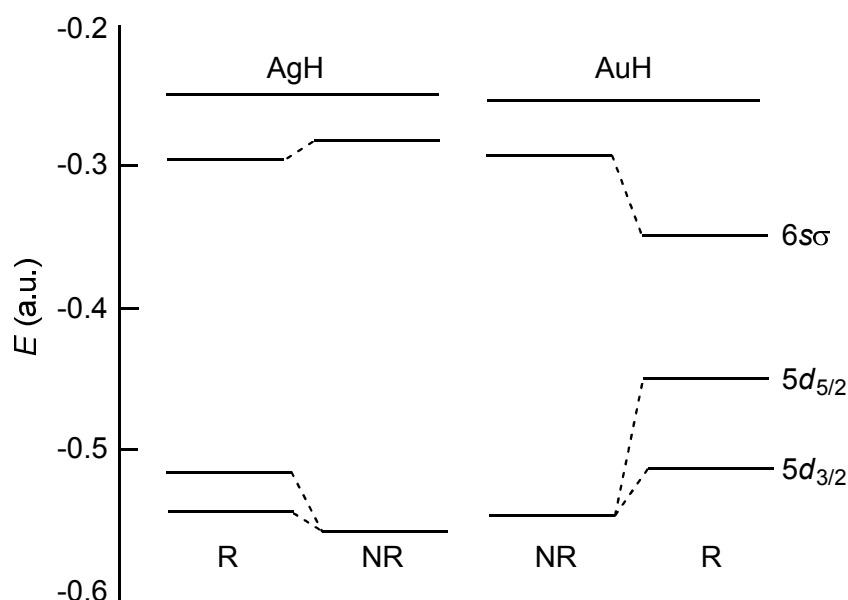 -0.2
AgH
AuH
-0.3
6sσ
-0.4
E (a.u.)
5d5/2
-0.5
5d3/2
R
NR
NR
R
-0.6